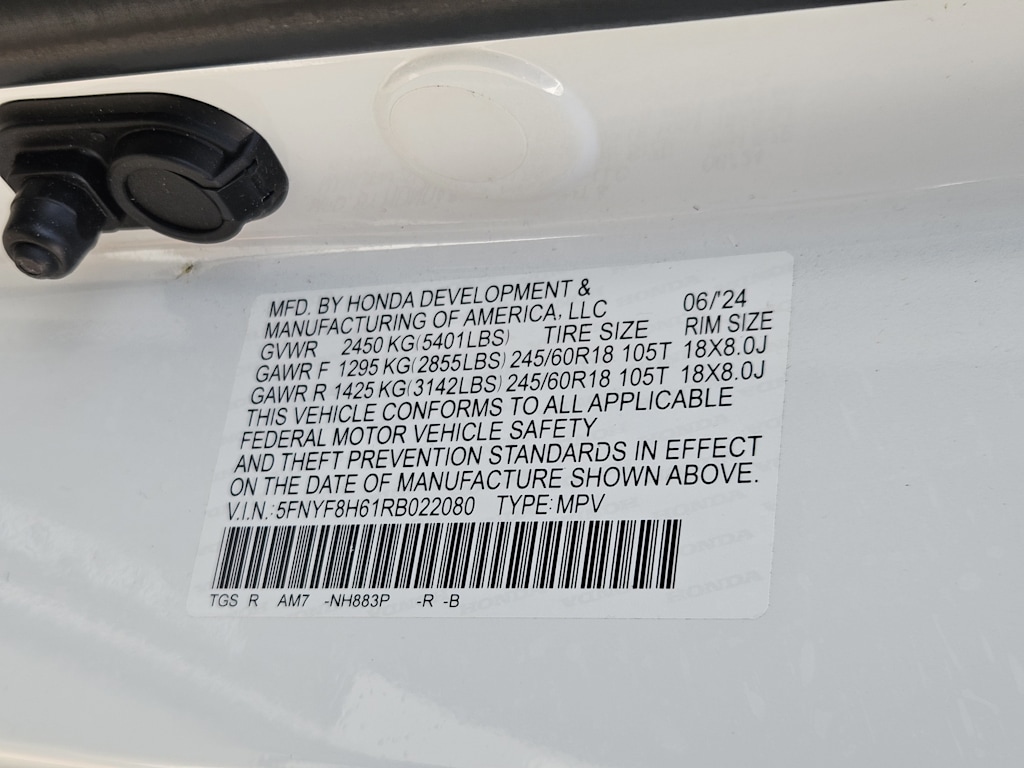 MFD. BY HONDA DEVELOPMENT &
MANUFACTURING OF AMERICA, LLC 06/'24
GVWR 2450 KG(5401LBS) TIRE SIZE RIM SIZE
GAWR F 1295 KG(2855LBS) 245/60R18 105T 18X8.0J
GAWR R 1425 KG(3142LBS) 245/60R18 105T 18X8.0J
THIS VEHICLE CONFORMS TO ALL APPLICABLE
FEDERAL MOTOR VEHICLE SAFETY
AND THEFT PREVENTION STANDARDS IN EFFECT
ON THE DATE OF MANUFACTURE SHOWN ABOVE.
V.I.N.: 5FNYF8H61RB022080 TYPE: MPV
TGS R AM7 -NH883P -R -B